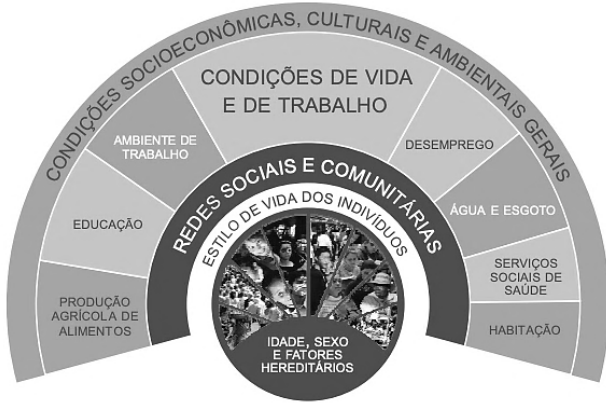 CONDIÇÕES SOCIOECONÔMICAS, CULTURAIS E AMBIENTAIS GERAIS
CONDIÇÕES DE VIDA
E DE TRABALHO
AMBIENTE DE
TRABALHO
DESEMPREGO
EDUCAÇÃO
ÁGUA E ESGOTO
PRODUÇÃO
AGRÍCOLA DE
ALIMENTOS
SERVIÇOS
SOCIAIS DE
SAÚDE
HABITAÇÃO
REDES SOCIAIS E COMUNITÁRIAS
ESTILO DE VIDA DOS INDIVÍDUOS
IDADE, SEXO
E FATORES
HEREDITÁRIOS